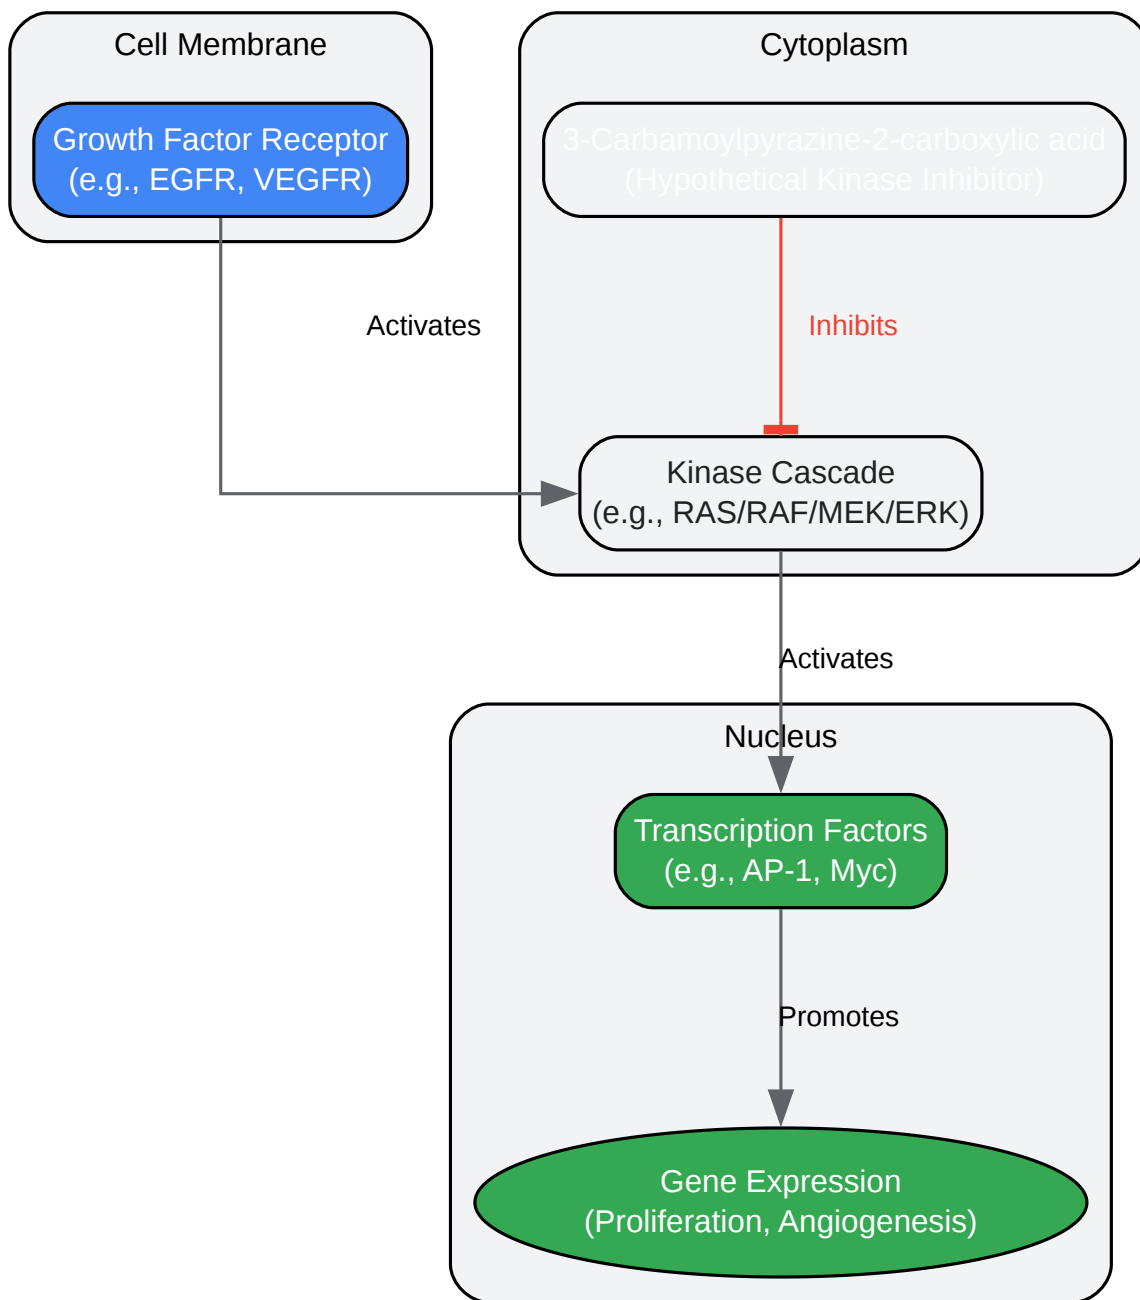 Cell Membrane
Growth Factor Receptor
(e.g., EGFR, VEGFR)
Cytoplasm
3-Carbamoylpyrazine-2-carboxylic acid
(Hypothetical Kinase Inhibitor)
Activates
Inhibits
Kinase Cascade
(e.g., RAS/RAF/MEK/ERK)
Activates
Nucleus
Transcription Factors
(e.g., AP-1, Myc)
Promotes
Gene Expression
(Proliferation, Angiogenesis)